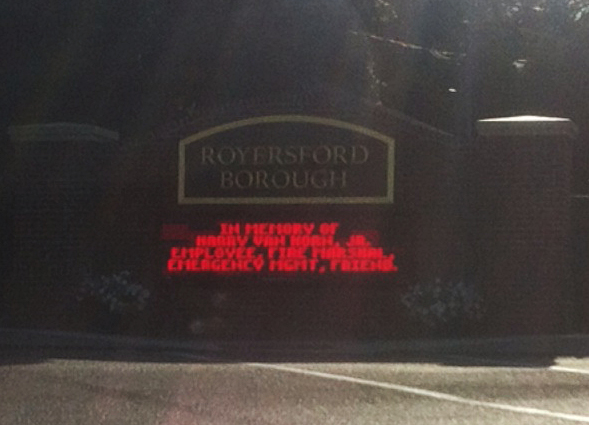 ROYERSFORD
BOROUGH
IN MEMORY OF
HARRY VAN HORN, JR.
EMPLOYEE, FIRE MARSHAL,
EMERGENCY MGMT, FRIEND.